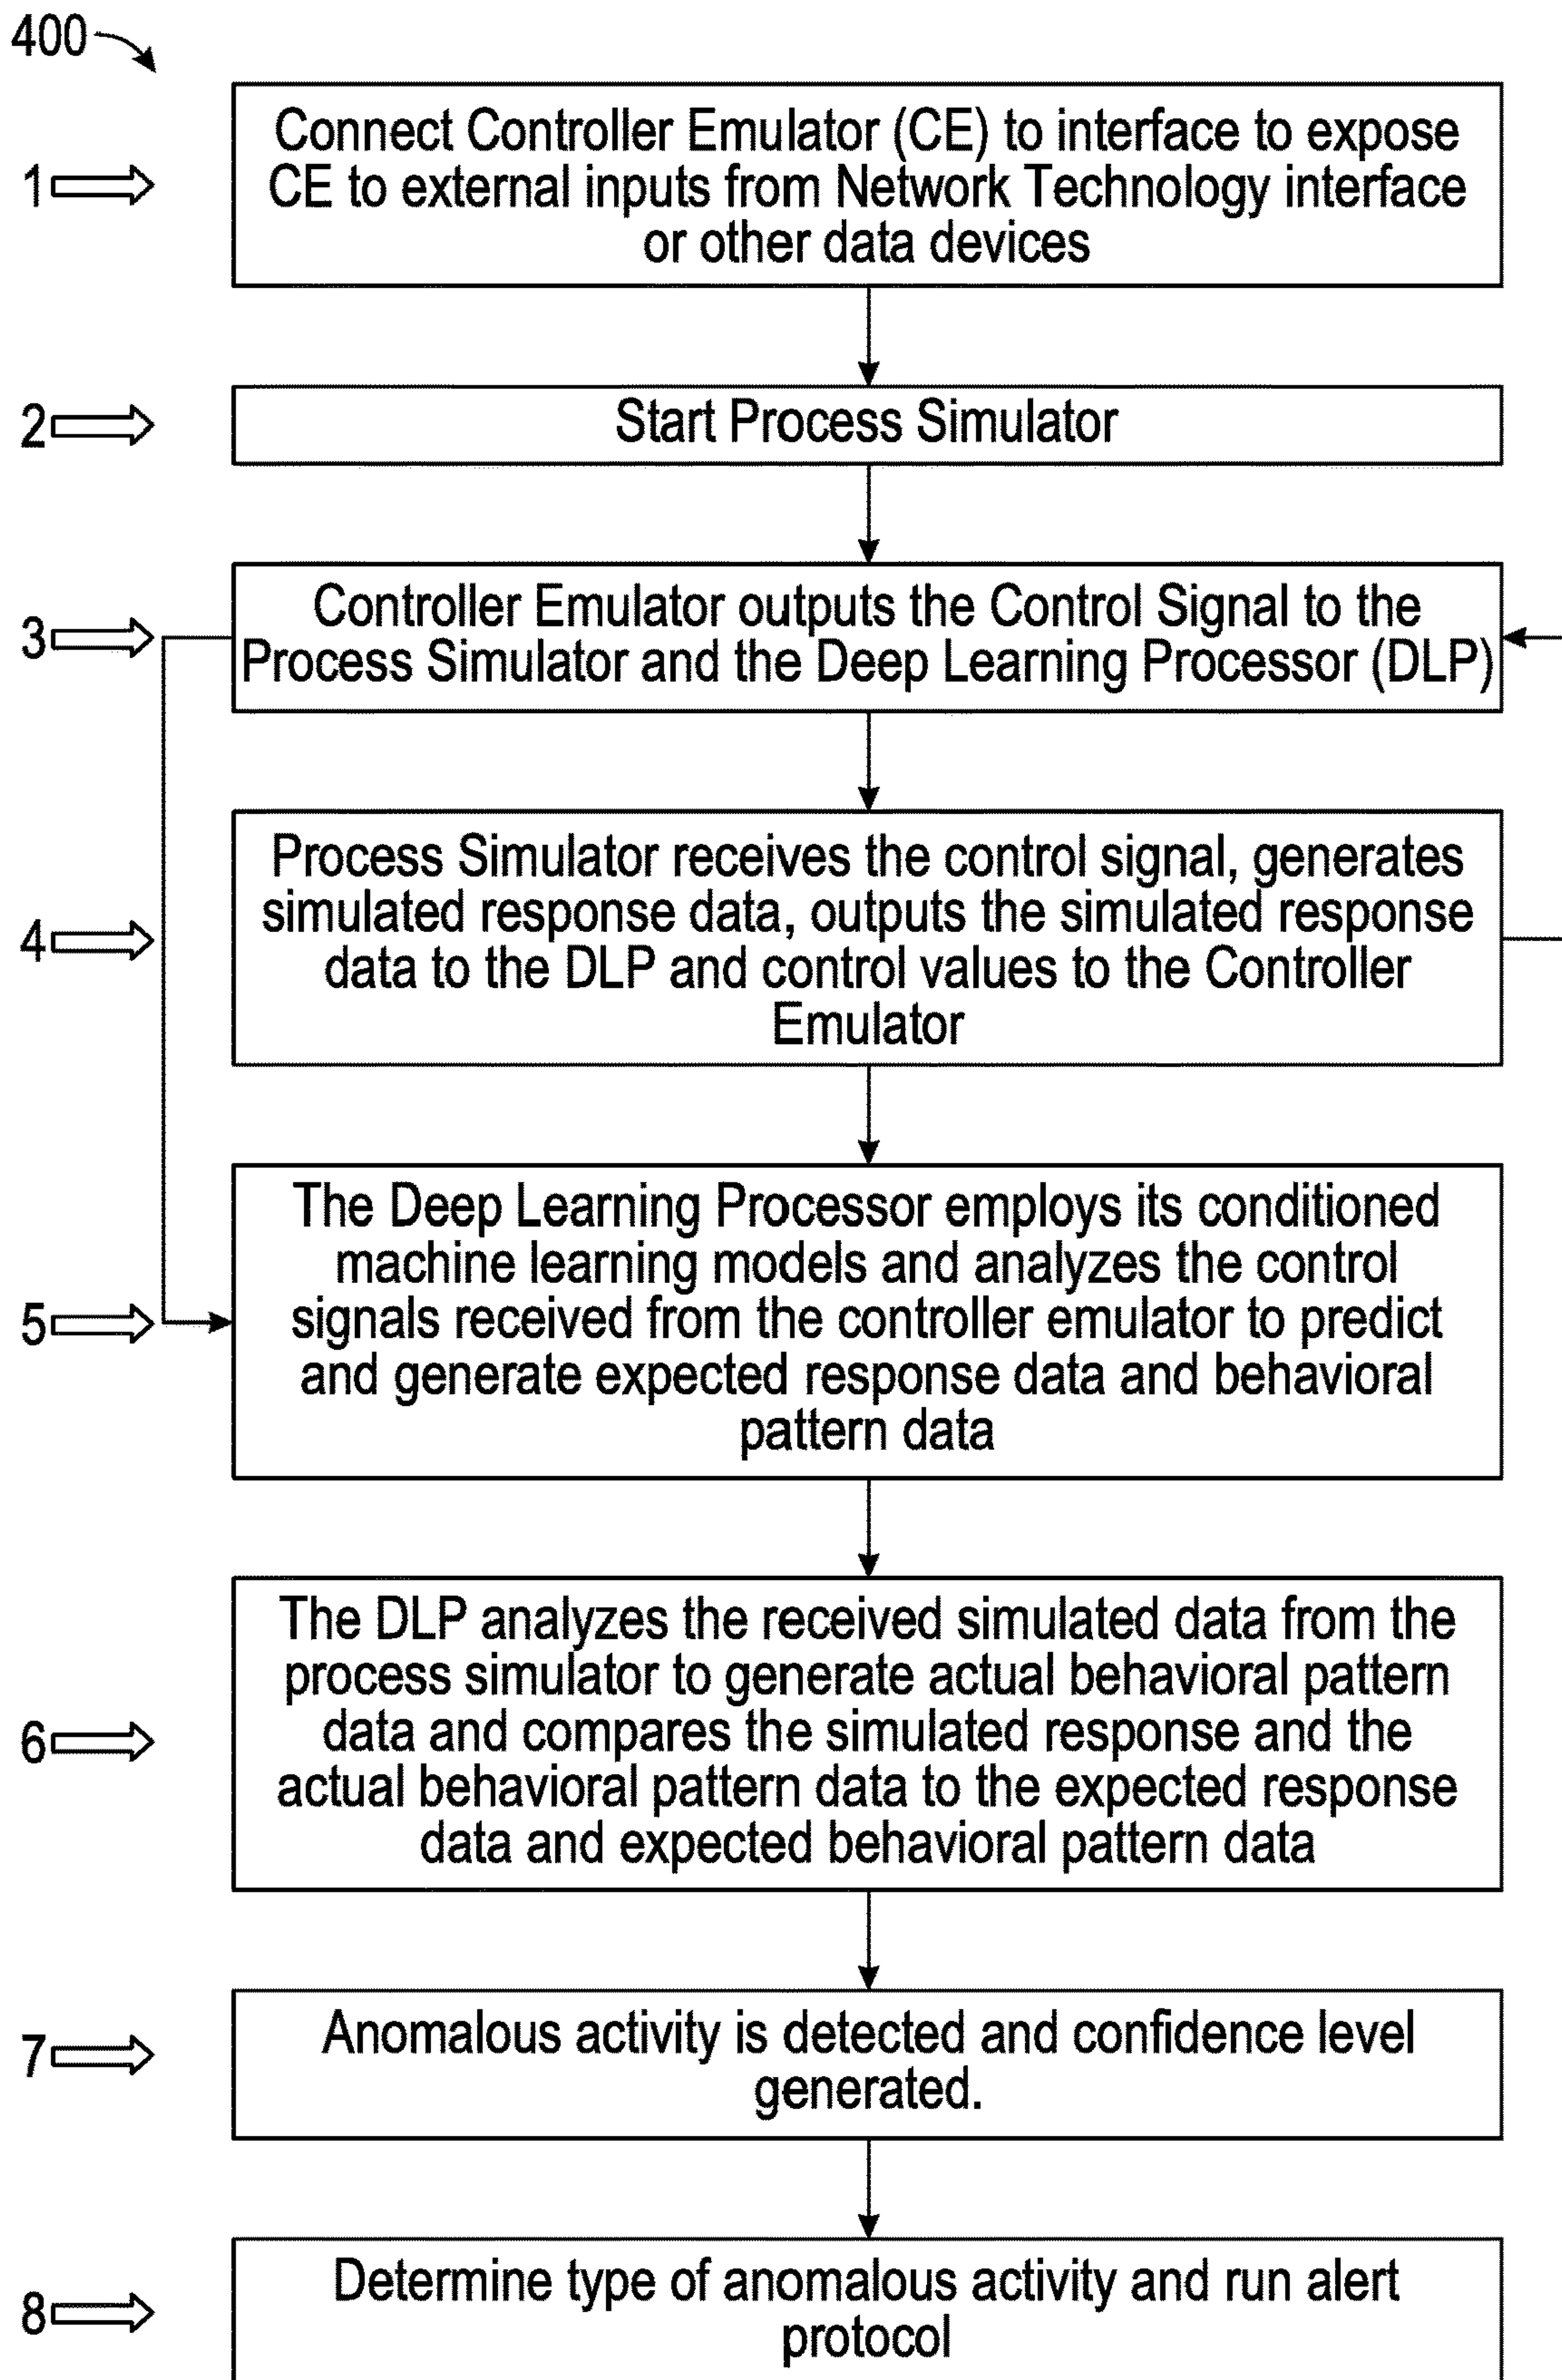 400
1
Connect Controller Emulator (CE) to interface to expose
CE to external inputs from Network Technology interface
or other data devices
2
Start Process Simulator
3
Controller Emulator outputs the Control Signal to the
Process Simulator and the Deep Learning Processor (DLP)
4
Process Simulator receives the control signal, generates
simulated response data, outputs the simulated response
data to the DLP and control values to the Controller
Emulator
5
The Deep Learning Processor employs its conditioned
machine learning models and analyzes the control
signals received from the controller emulator to predict
and generate expected response data and behavioral
pattern data
6
The DLP analyzes the received simulated data from the
process simulator to generate actual behavioral pattern
data and compares the simulated response and the
actual behavioral pattern data to the expected response
data and expected behavioral pattern data
7
Anomalous activity is detected and confidence level
generated.
8
Determine type of anomalous activity and run alert
protocol